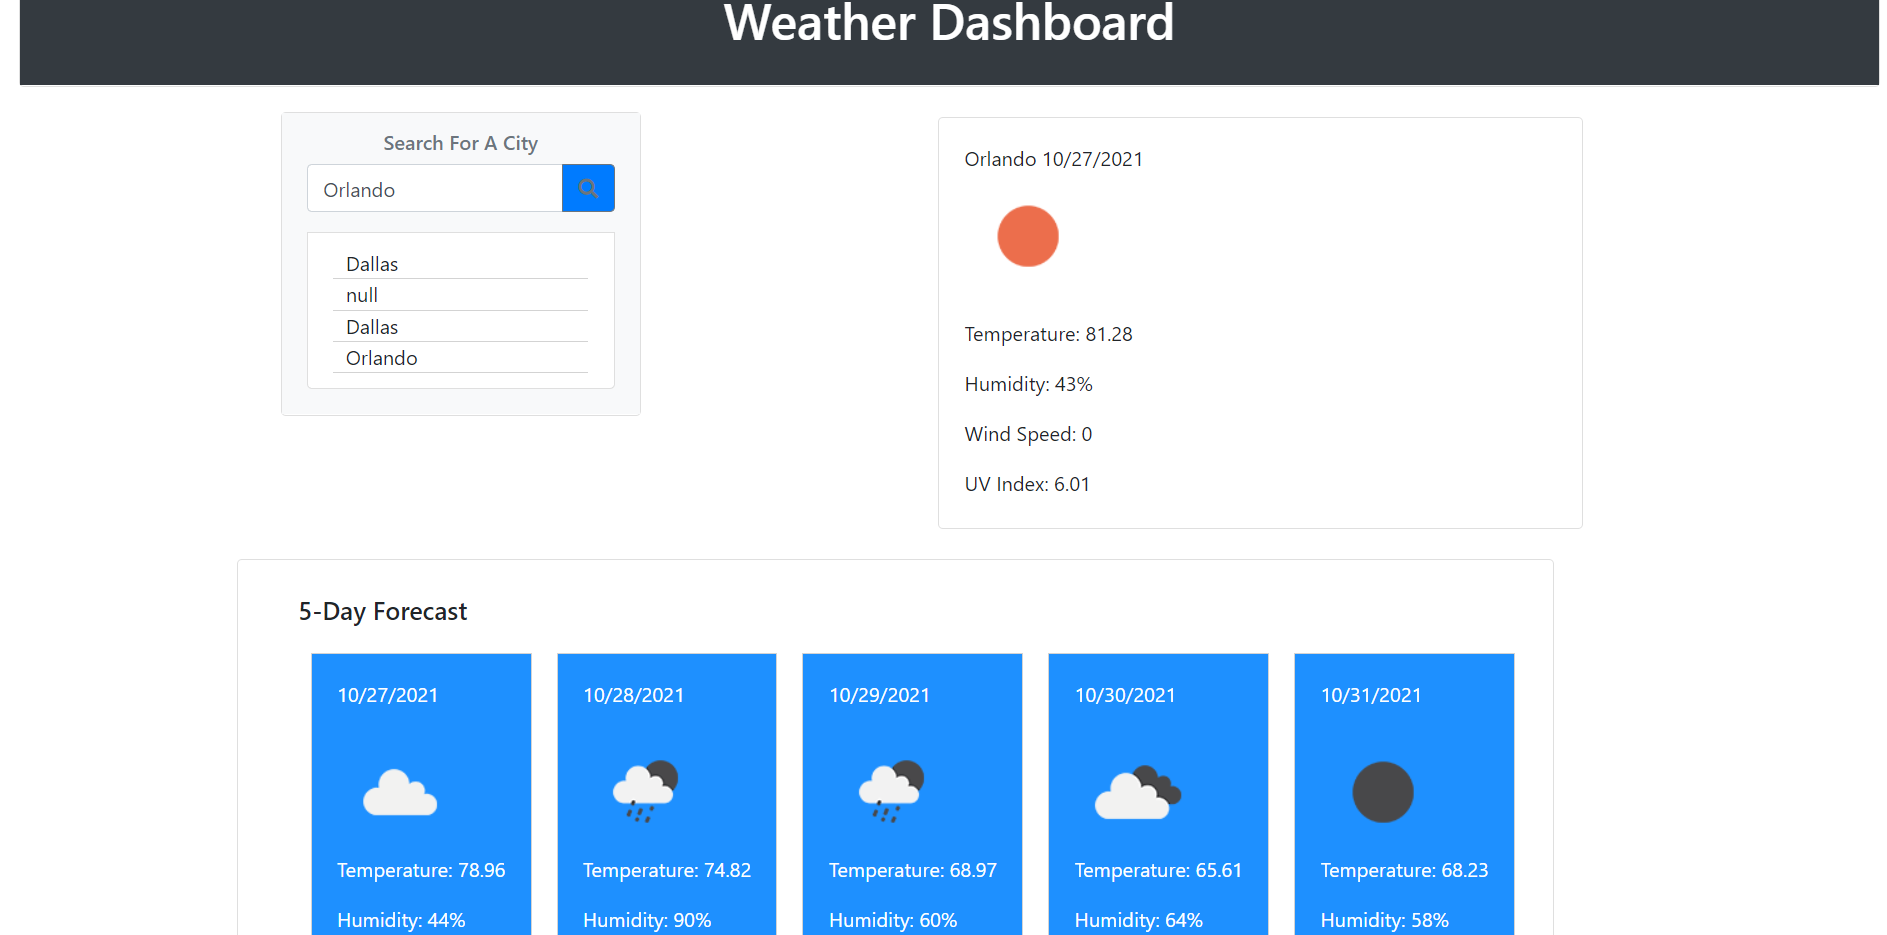 Weather Dashboard
Search For A City
Orlando
Dallas
null
Dallas
Orlando
Orlando 10/27/2021
Temperature: 81.28
Humidity: 43%
Wind Speed: 0
UV Index: 6.01
5-Day Forecast
10/27/2021
Temperature: 78.96
Humidity: 44%
10/28/2021
Temperature: 74.82
Humidity: 90%
10/29/2021
Temperature: 68.97
Humidity: 60%
10/30/2021
Temperature: 65.61
Humidity: 64%
10/31/2021
Temperature: 68.23
Humidity: 58%